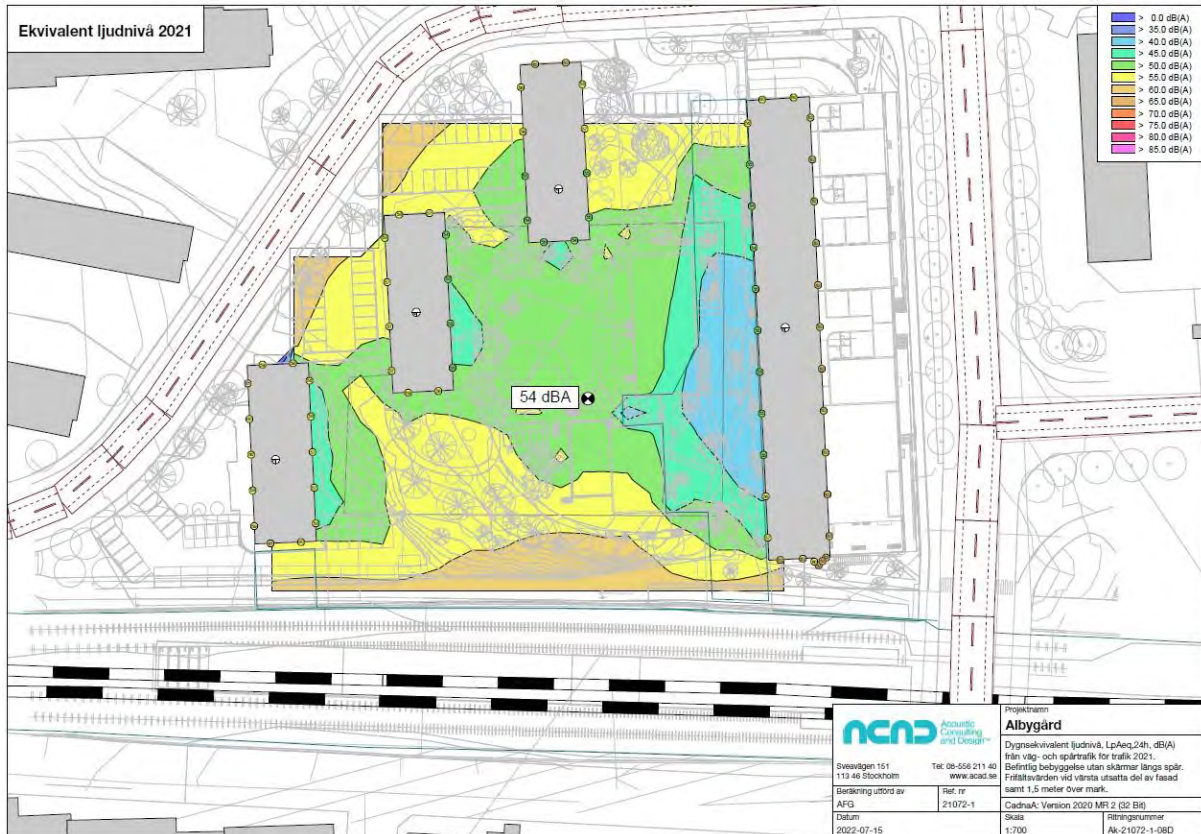 Ekvivalent ljudnivå 2021
> 0.0 dB(A)
> 35.0 dB(A)
> 40.0 dB(A)
> 45.0 dB(A)
> 50.0 dB(A)
> 55.0 dB(A)
> 60.0 dB(A)
> 65.0 dB(A)
> 70.0 dB(A)
> 75.0 dB(A)
> 80.0 dB(A)
> 85.0 dB(A)
54 dBA
ACAD Acoustic
Consulting
and Design™
Sveavägen 151 Tel: 08-556 211 40
113 46 Stockholm www.acad.se
Beräkning utförd av Ref. nr
AFG 21072-1
Datum
2022-07-15
Projektnamn
Albygård
Dygnsekvivalent ljudnivå, LpAeq,24h, dB(A)
från väg- och spårtrafik för trafik 2021.
Befintlig bebyggelse utan skärmar längs spår.
Frifältsvärden vid värsta utsatta del av fasad
samt 1,5 meter över mark.
CadnaA: Version 2020 MR 2 (32 Bit)
Skala Ritningsnummer
1:700 Ak-21072-1-08D